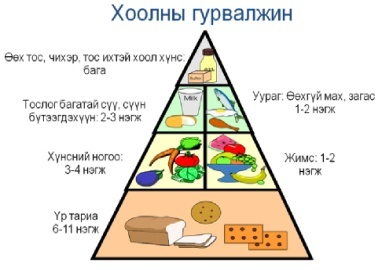 Хоолны гурвалжин
Өөх тос, чихэр, тос ихтэй хоол хүнс:
бага
Тослог багатай сүү, сүүн
бүтээгдэхүүн: 2-3 нэгж
Milk
Уураг: Өөхгүй мах, загас
1-2 нэгж
Хүнсний ногоо:
3-4 нэгж
Жимс: 1-2
нэгж
Үр тариа
6-11 нэгж